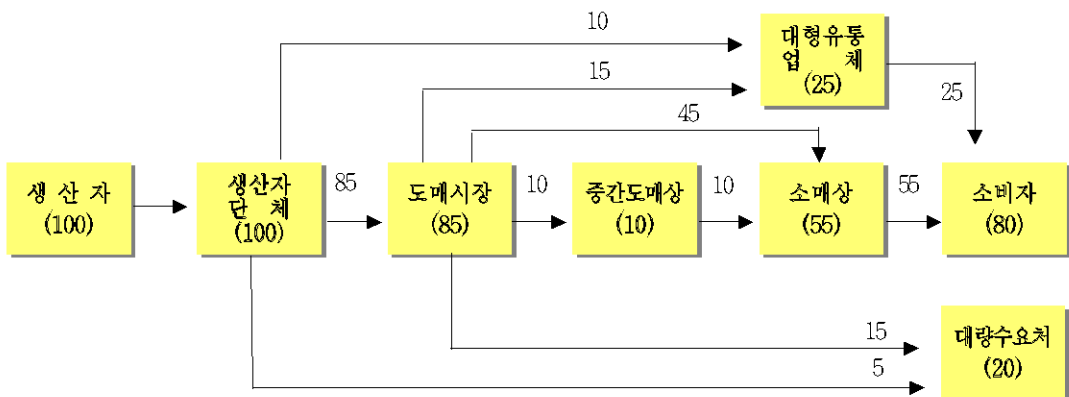 10
대형유통
업 체
(25)
15
25
45
생 산 자
(100)
생산자
단 체
(100)
85
도매시장
(85)
10
중간도매상
(10)
10
소매상
(55)
55
소비자
(80)
15
대량수요처
(20)
5